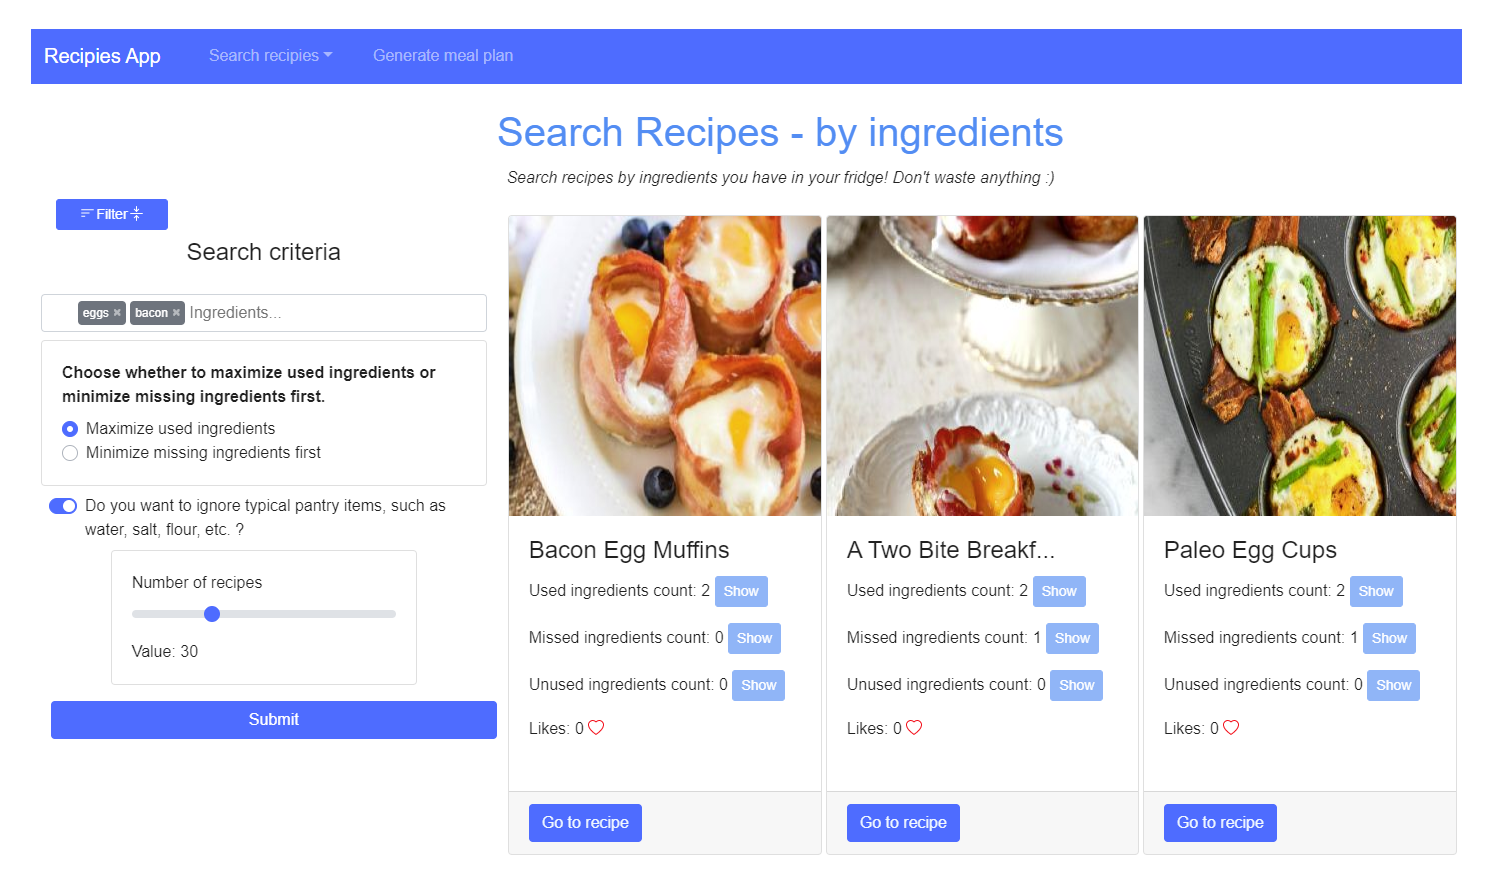 Recipies App
Search recipies
Generate meal plan
Search Recipes - by ingredients
Search recipes by ingredients you have in your fridge! Don't waste anything :)
Filter
Search criteria
eggs × bacon × Ingredients...
Choose whether to maximize used ingredients or
minimize missing ingredients first.
Maximize used ingredients
Minimize missing ingredients first
Do you want to ignore typical pantry items, such as
water, salt, flour, etc. ?
Number of recipes
Value: 30
Submit
Bacon Egg Muffins
Used ingredients count: 2 Show
Missed ingredients count: 0 Show
Unused ingredients count: 0 Show
Likes: 0
Go to recipe
A Two Bite Breakf...
Used ingredients count: 2 Show
Missed ingredients count: 1 Show
Unused ingredients count: 0 Show
Likes: 0
Go to recipe
Paleo Egg Cups
Used ingredients count: 2 Show
Missed ingredients count: 1 Show
Unused ingredients count: 0 Show
Likes: 0
Go to recipe